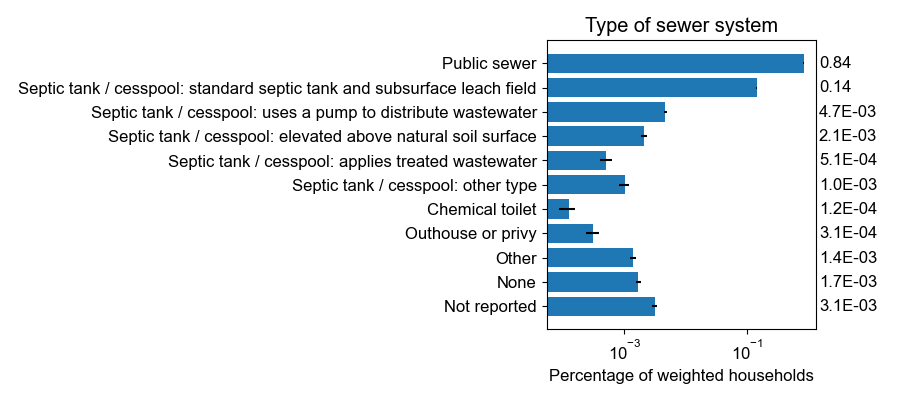 Type of sewer system
Public sewer 0.84
Septic tank / cesspool: standard septic tank and subsurface leach field 0.14
Septic tank / cesspool: uses a pump to distribute wastewater 4.7E-03
Septic tank / cesspool: elevated above natural soil surface 2.1E-03
Septic tank / cesspool: applies treated wastewater 5.1E-04
Septic tank / cesspool: other type 1.0E-03
Chemical toilet 1.2E-04
Outhouse or privy 3.1E-04
Other 1.4E-03
None 1.7E-03
Not reported 3.1E-03
10⁻³ 10⁻¹
Percentage of weighted households